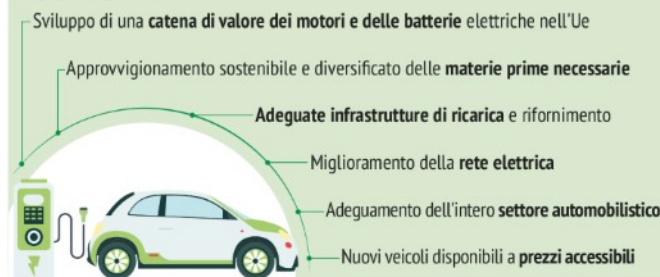 Sviluppo di una catena di valore dei motori e delle batterie elettriche nell'Ue
Approvvigionamento sostenibile e diversificato delle materie prime necessarie
Adeguate infrastrutture di ricarica e rifornimento
Miglioramento della rete elettrica
Adeguamento dell'intero settore automobilistico
Nuovi veicoli disponibili a prezzi accessibili